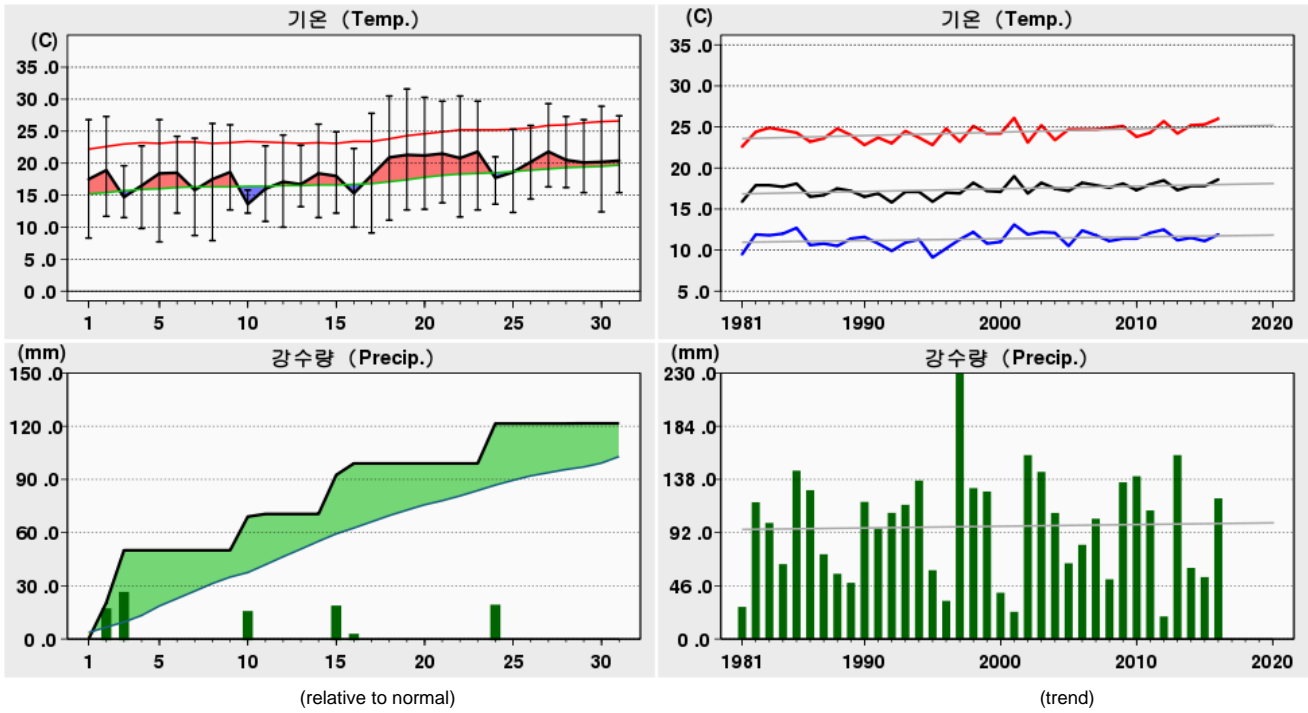 기온 (Temp.)
(C)
35 .0
30 .0
25 .0
20 .0
15 .0
10 .0
5 .0
0 .0
1 5 10 15 20 25 30
기온 (Temp.)
(C)
35 .0
30 .0
25 .0
20 .0
15 .0
10 .0
5 .0
1981 1990 2000 2010 2020
강수량 (Precip.)
(mm)
150 .0
120 .0
90 .0
60 .0
30 .0
0 .0
1 5 10 15 20 25 30
(relative to normal)
강수량 (Precip.)
(mm)
230 .0
184 .0
138 .0
92 .0
46 .0
0 .0
1981 1990 2000 2010 2020
(trend)